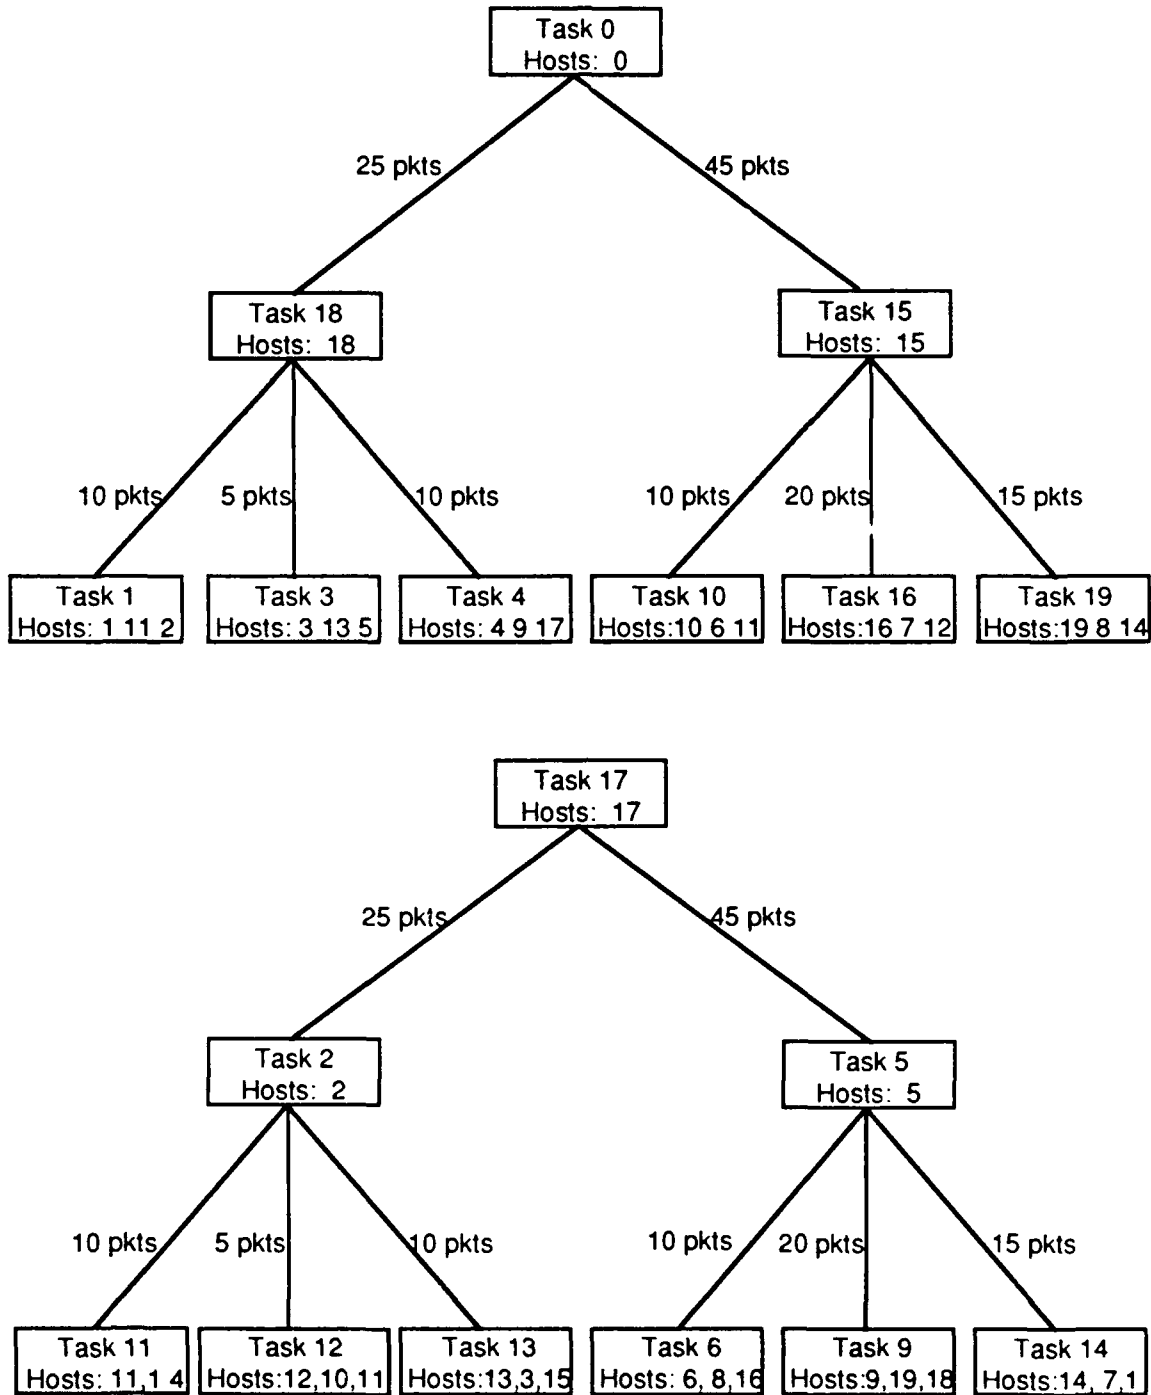 Task 0
Hosts: 0
25 pkts
45 pkts
Task 18
Hosts: 18
Task 15
Hosts: 15
10 pkts
5 pkts
10 pkts
10 pkts
20 pkts
15 pkts
Task 1
Hosts: 1 11 2
Task 3
Hosts: 3 13 5
Task 4
Hosts: 4 9 17
Task 10
Hosts:10 6 11
Task 16
Hosts:16 7 12
Task 19
Hosts:19 8 14
Task 17
Hosts: 17
25 pkts
45 pkts
Task 2
Hosts: 2
Task 5
Hosts: 5
10 pkts
5 pkts
10 pkts
10 pkts
20 pkts
15 pkts
Task 11
Hosts: 11,1 4
Task 12
Hosts:12,10,11
Task 13
Hosts:13,3,15
Task 6
Hosts: 6, 8,16
Task 9
Hosts:9,19,18
Task 14
Hosts:14, 7,1